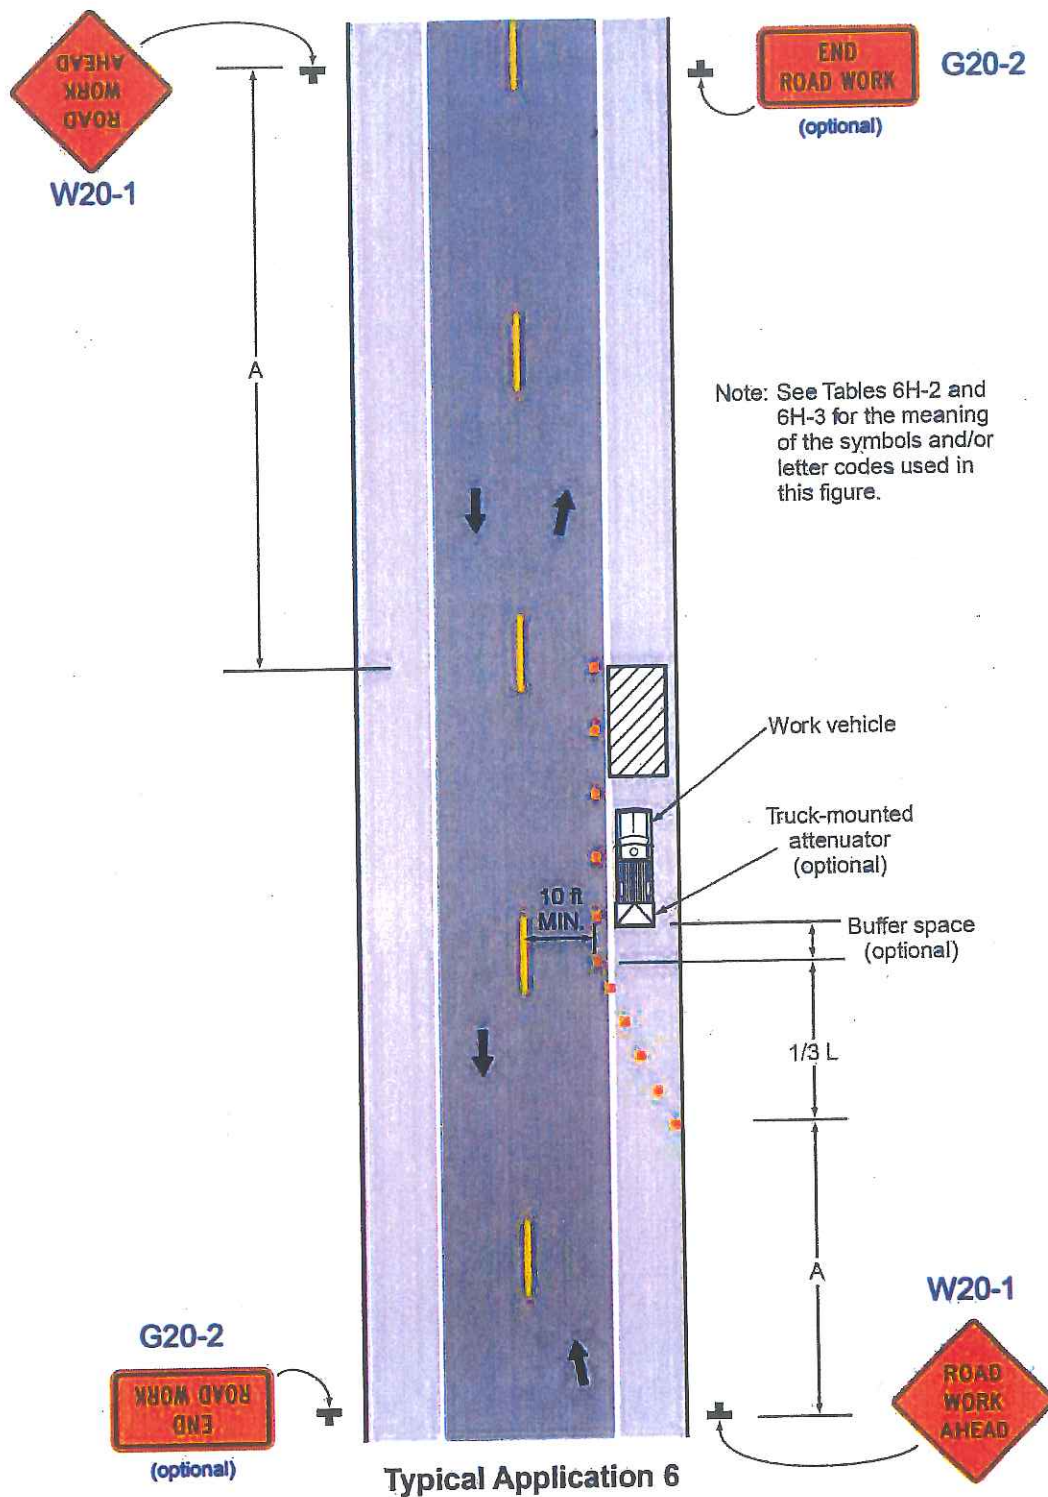 ROAD
WORK
AHEAD
W20-1
END
ROAD WORK
(optional)
G20-2
A
Note: See Tables 6H-2 and
6H-3 for the meaning
of the symbols and/or
letter codes used in
this figure.
Work vehicle
Truck-mounted
attenuator
(optional)
10 ft
MIN.
Buffer space
(optional)
1/3 L
A
W20-1
ROAD
WORK
AHEAD
G20-2
END
ROAD WORK
(optional)
Typical Application 6